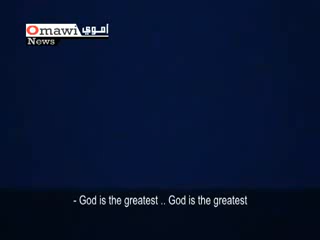 Omawi أموي
News
- God is the greatest .. God is the greatest